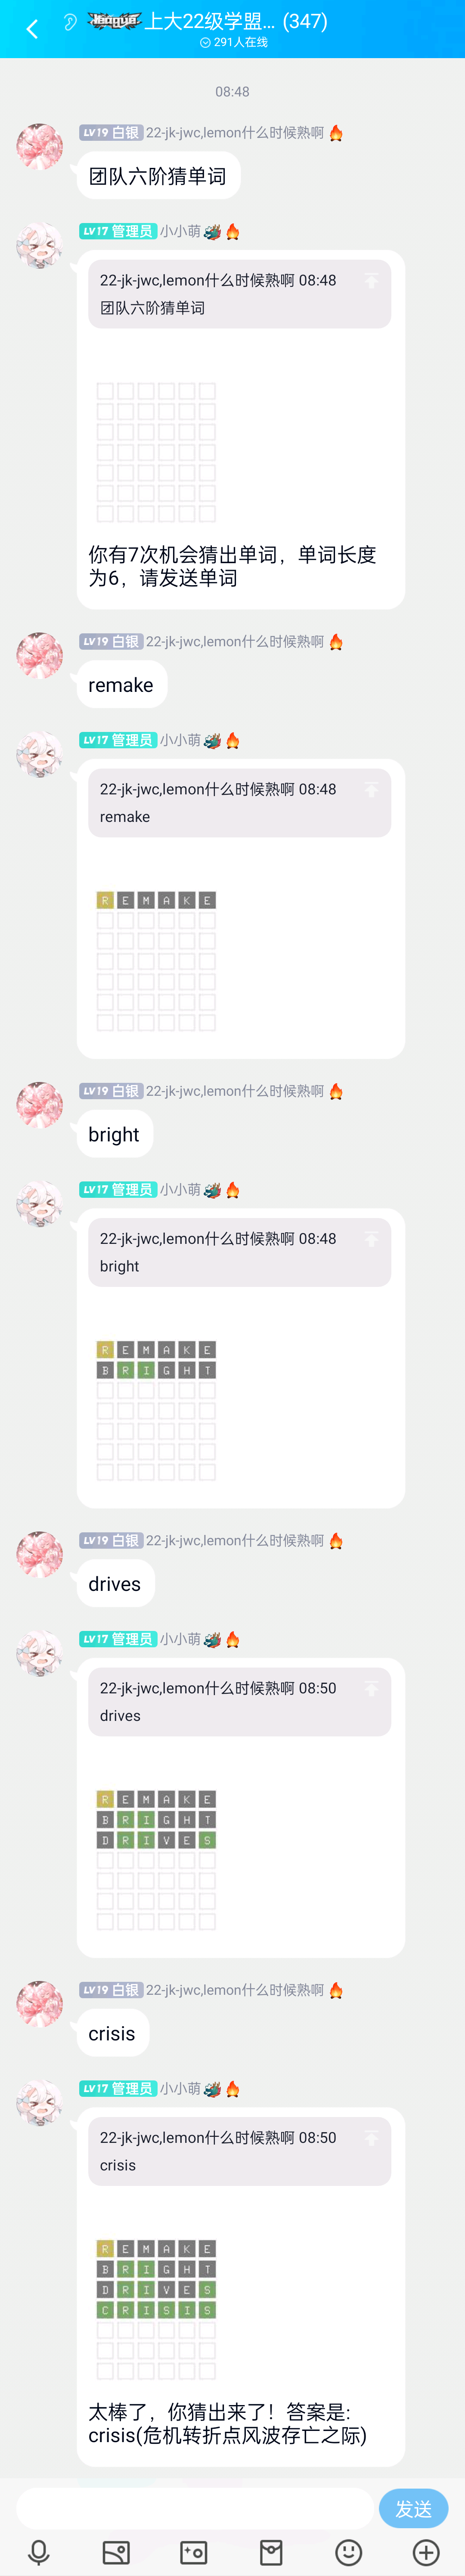 上大22级学盟... (347)
291人在线
08:48
LV19 白银 22-jk-jwc,lemon什么时候熟啊
团队六阶猜单词
LV17 管理员 小小萌
22-jk-jwc,lemon什么时候熟啊 08:48
团队六阶猜单词
你有7次机会猜出单词，单词长度
为6，请发送单词
LV19 白银 22-jk-jwc,lemon什么时候熟啊
remake
LV17 管理员 小小萌
22-jk-jwc,lemon什么时候熟啊 08:48
remake
R E M A K E
LV19 白银 22-jk-jwc,lemon什么时候熟啊
bright
LV17 管理员 小小萌
22-jk-jwc,lemon什么时候熟啊 08:48
bright
R E M A K E
B R I G H T
LV19 白银 22-jk-jwc,lemon什么时候熟啊
drives
LV17 管理员 小小萌
22-jk-jwc,lemon什么时候熟啊 08:50
drives
R E M A K E
B R I G H T
D R I V E S
LV19 白银 22-jk-jwc,lemon什么时候熟啊
crisis
LV17 管理员 小小萌
22-jk-jwc,lemon什么时候熟啊 08:50
crisis
R E M A K E
B R I G H T
D R I V E S
C R I S I S
太棒了，你猜出来了！答案是:
crisis(危机转折点风波存亡之际)
发送